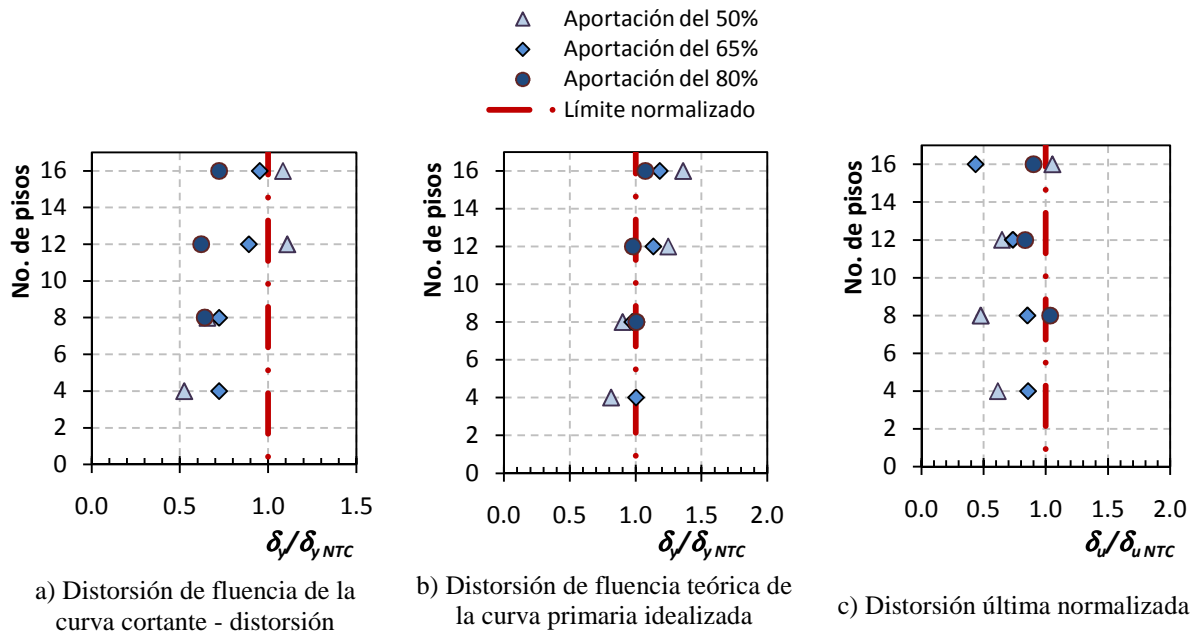 Aportación del 50%
Aportación del 65%
Aportación del 80%
Límite normalizado
No. de pisos
16
14
12
10
8
6
4
2
0
0.0 0.5 1.0 1.5
δy/δy NTC
a) Distorsión de fluencia de la
curva cortante - distorsión
No. de pisos
16
14
12
10
8
6
4
2
0
0.0 0.5 1.0 1.5 2.0
δy/δy NTC
b) Distorsión de fluencia teórica de
la curva primaria idealizada
No. de pisos
16
14
12
10
8
6
4
2
0
0.0 0.5 1.0 1.5 2.0
δu/δu NTC
c) Distorsión última normalizada